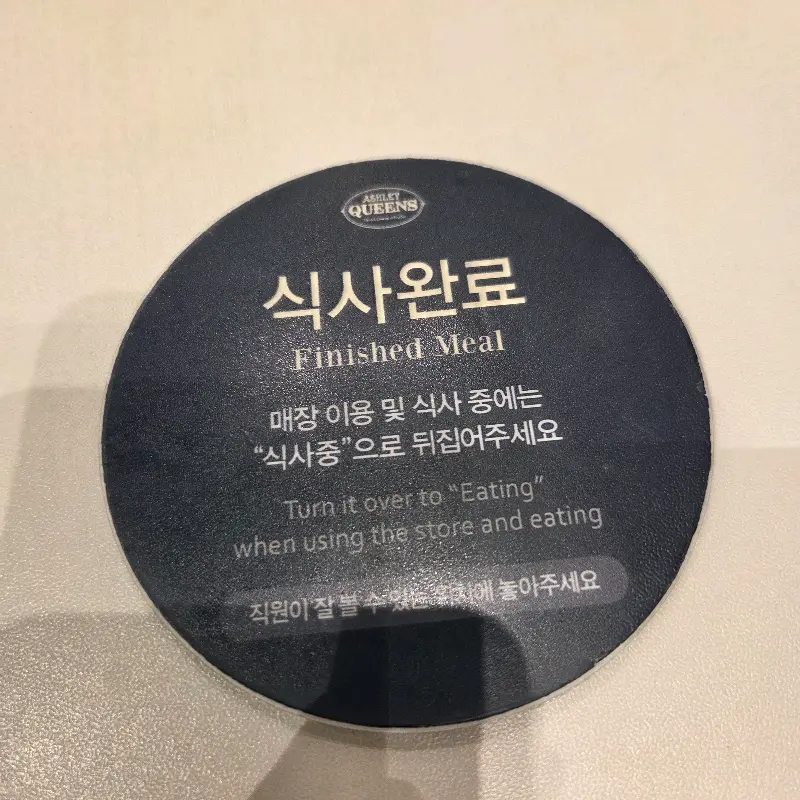 ASHLEY
QUEENS
식사완료
Finished Meal
매장 이용 및 식사 중에는
“식사중”으로 뒤집어주세요
Turn it over to “Eating”
when using the store and eating
직원이 잘 볼 수 있는 위치에 놓아주세요